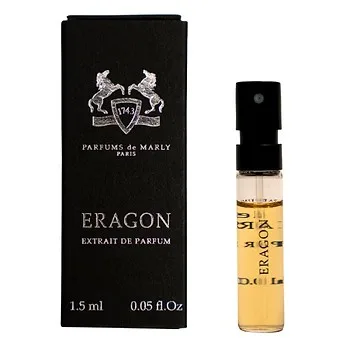 1743
PARFUMS de MARLY
PARIS
ERAGON
EXTRAIT DE PARFUM
1.5 ml 0.05 fl.Oz
ERAGON